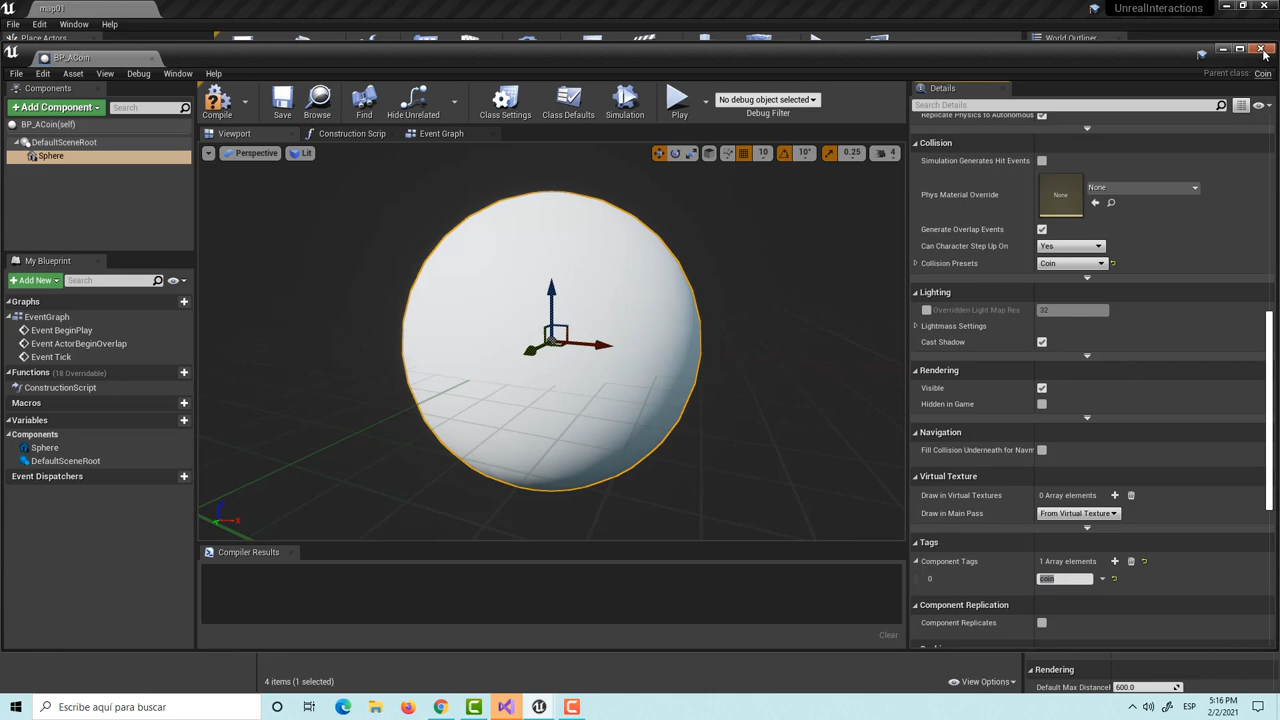 map01
UnrealInteractions
File Edit Window Help
Place Actors
World Outliner
BP_ACoin
File Edit Asset View Debug Window Help
Parent class: Coin
Components
Add Component
Search
BP_ACoin(self)
DefaultSceneRoot
Sphere
Compile
Save
Browse
Find
Hide Unrelated
Class Settings
Class Defaults
Simulation
Play
No debug object selected
Debug Filter
Viewport
Construction Scrip
Event Graph
Perspective
Lit
10
10°
0.25
4
My Blueprint
Add New
Search
Graphs
EventGraph
Event BeginPlay
Event ActorBeginOverlap
Event Tick
Functions (18 Overridable)
ConstructionScript
Macros
Variables
Components
Sphere
DefaultSceneRoot
Event Dispatchers
X
Compiler Results
Clear
Details
Search Details
Replicate Physics to Autonomous
Collision
Simulation Generates Hit Events
Phys Material Override
None
None
Generate Overlap Events
Can Character Step Up On
Yes
Collision Presets
Coin
Lighting
Overridden Light Map Res
32
Lightmass Settings
Cast Shadow
Rendering
Visible
Hidden in Game
Navigation
Fill Collision Underneath for Navm
Virtual Texture
Draw in Virtual Textures
0 Array elements
Draw in Main Pass
From Virtual Texture
Tags
Component Tags
1 Array elements
0
coin
Component Replication
Component Replicates
4 items (1 selected)
View Options
Rendering
Default Max Distance
600.0
Escribe aquí para buscar
ESP
5:16 PM
2/2/2021